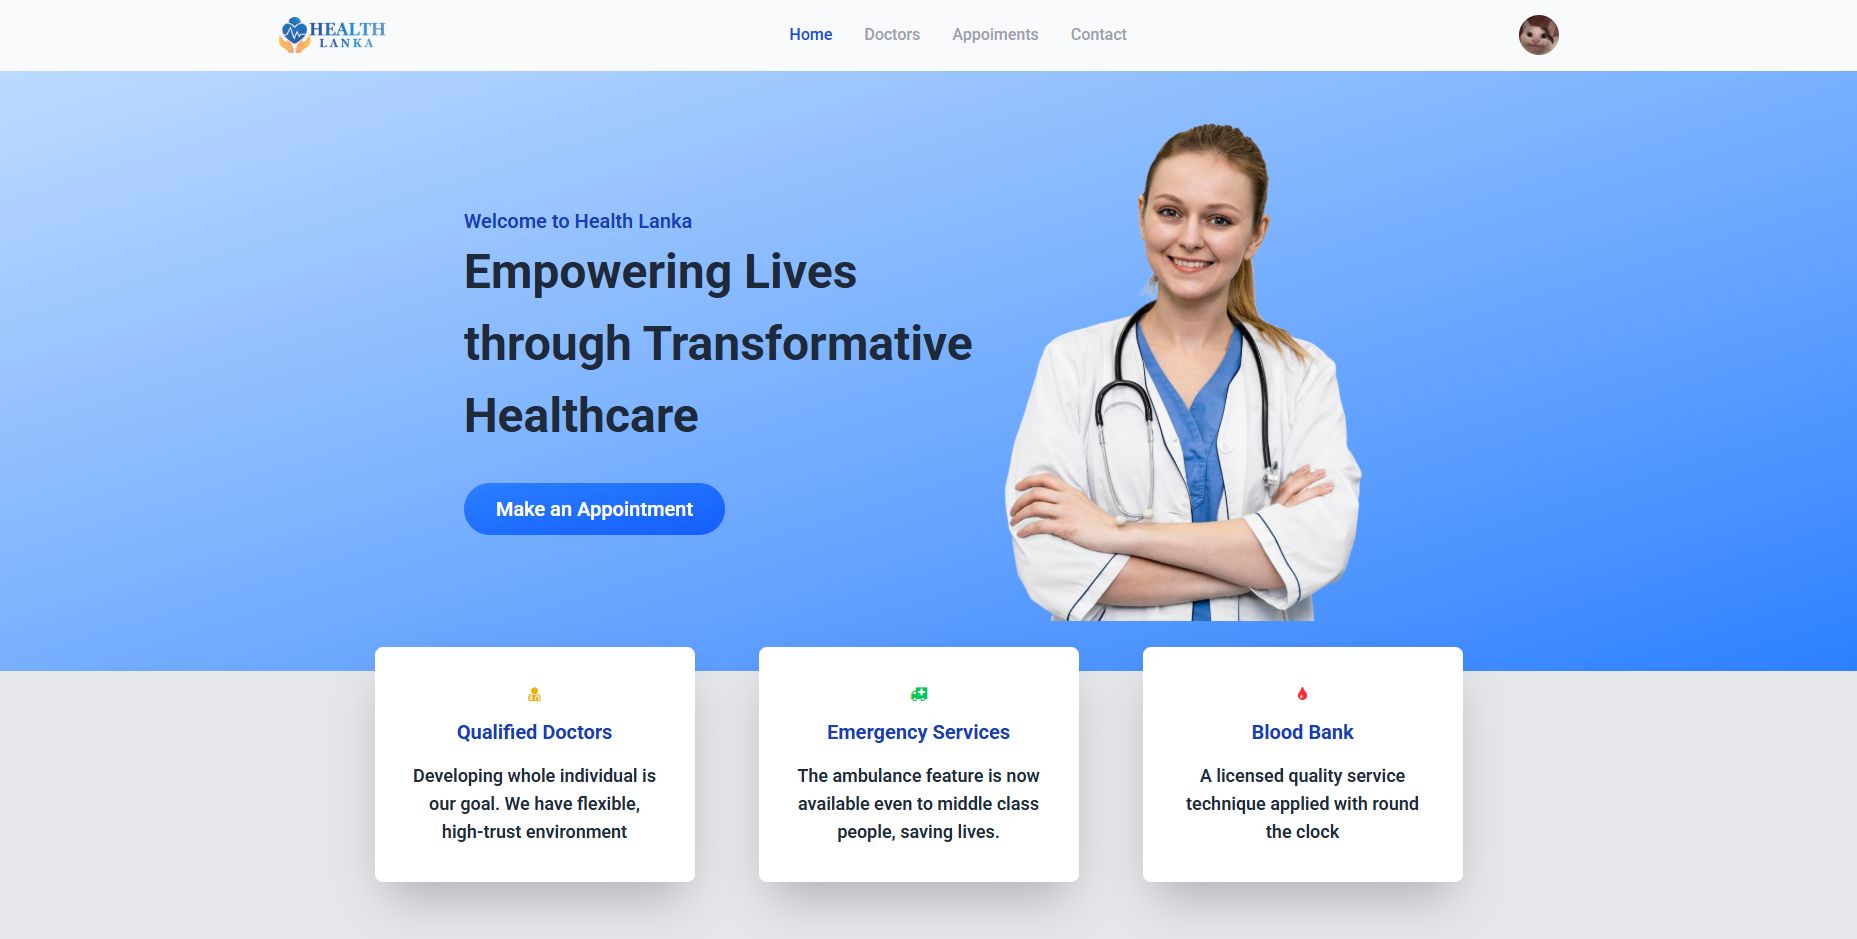 HEALTH
LANKA
Home
Doctors
Appoiments
Contact
Welcome to Health Lanka
Empowering Lives
through Transformative
Healthcare
Make an Appointment
Qualified Doctors
Developing whole individual is
our goal. We have flexible,
high-trust environment
Emergency Services
The ambulance feature is now
available even to middle class
people, saving lives.
Blood Bank
A licensed quality service
technique applied with round
the clock